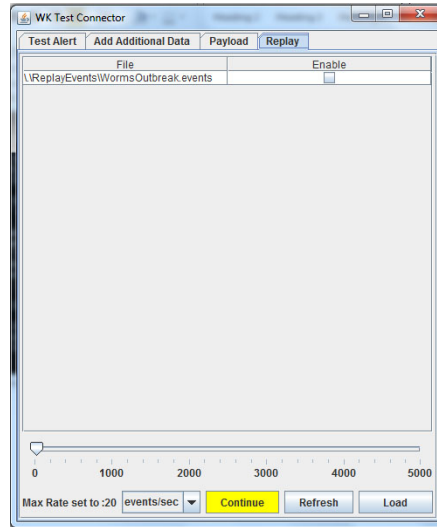 WK Test Connector
Test Alert Add Additional Data Payload Replay
File Enable
.\ReplayEvents\WormsOutbreak.events
0 1000 2000 3000 4000 5000
Max Rate set to :20 events/sec Continue Refresh Load